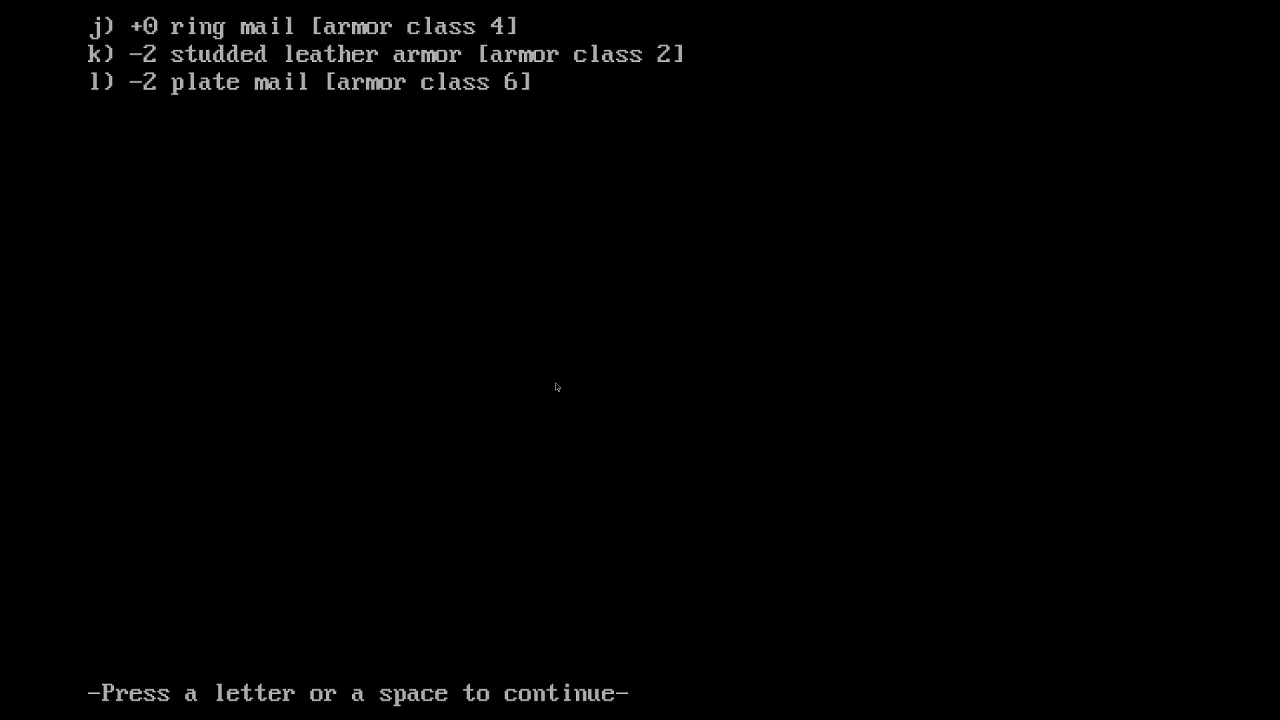 j) +0 ring mail [armor class 4]
k) -2 studded leather armor [armor class 2]
l) -2 plate mail [armor class 6]
-Press a letter or a space to continue-